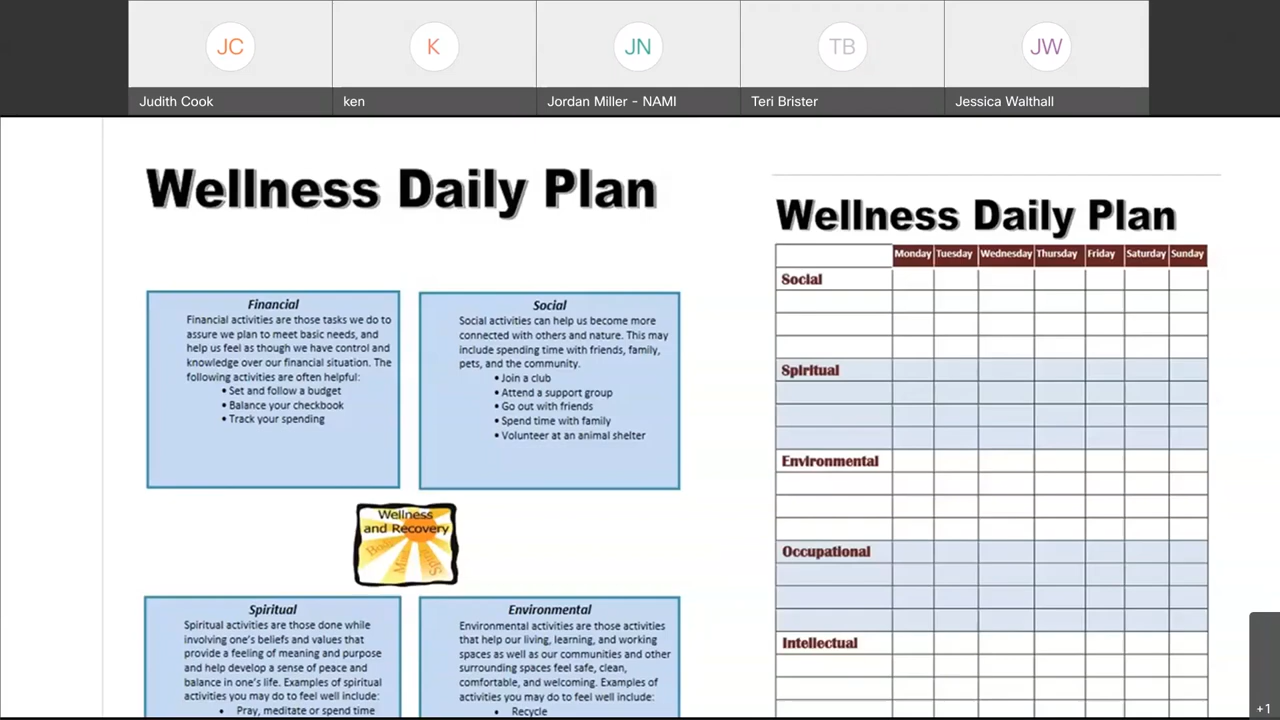 JC
K
JN
TB
JW
Judith Cook
ken
Jordan Miller - NAMI
Teri Brister
Jessica Walthall
Wellness Daily Plan
Financial
Financial activities are those tasks we do to
assure we plan to meet basic needs, and
help us feel as though we have control and
knowledge over our financial situation. The
following activities are often helpful:
• Set and follow a budget
• Balance your checkbook
• Track your spending
Social
Social activities can help us become more
connected with others and nature. This may
include spending time with friends, family,
pets, and the community.
• Join a club
• Attend a support group
• Go out with friends
• Spend time with family
• Volunteer at an animal shelter
Wellness
and Recovery
Body
Mind
Spirit
Spiritual
Spiritual activities are those done while
involving one's beliefs and values that
provide a feeling of meaning and purpose
and help develop a sense of peace and
balance in one's life. Examples of spiritual
activities you may do to feel well include:
• Pray, meditate or spend time
Environmental
Environmental activities are those activities
that help our living, learning, and working
spaces as well as our communities and other
surrounding spaces feel safe, clean,
comfortable, and welcoming. Examples of
activities you may do to feel well include:
• Recycle
Wellness Daily Plan
Monday Tuesday Wednesday Thursday Friday Saturday Sunday
Social
Spiritual
Environmental
Occupational
Intellectual
+1